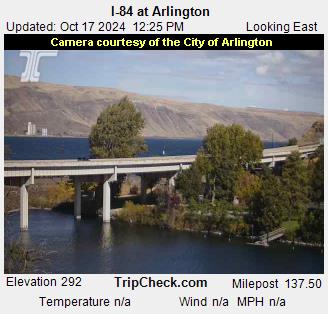 I-84 at Arlington
Updated: Oct 17 2024 12:25 PM Looking East
Camera courtesy of the City of Arlington
Elevation 292 TripCheck.com Milepost 137.50
Temperature n/a Wind n/a MPH n/a